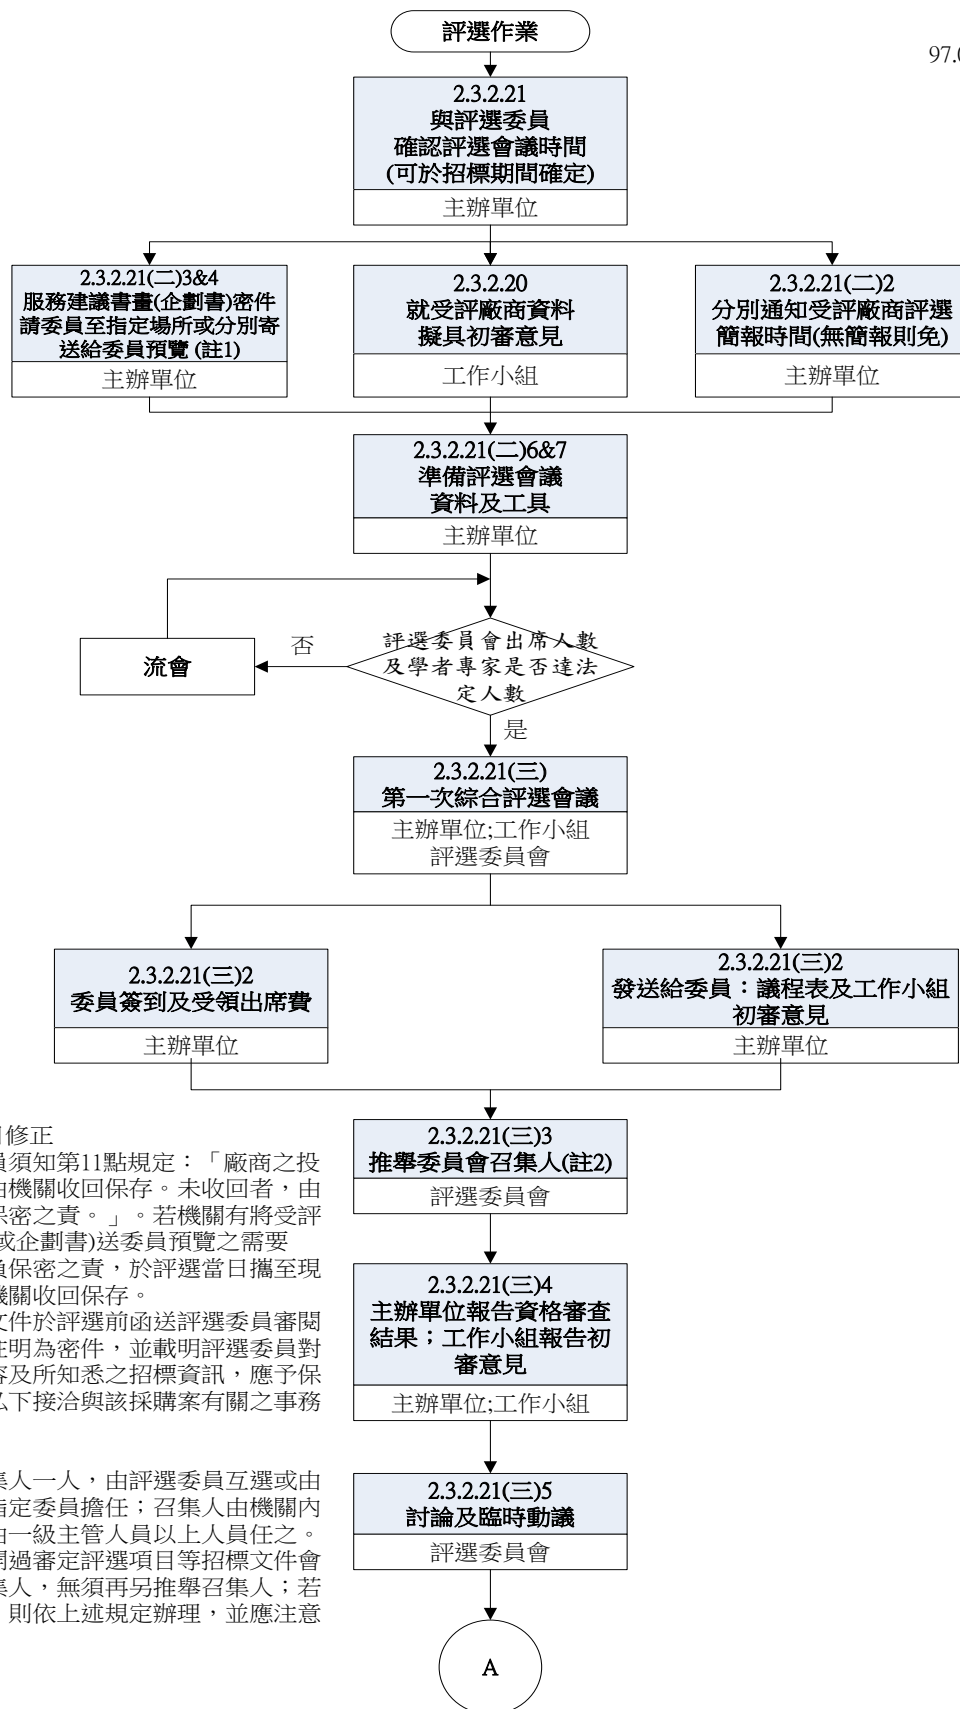 評選作業
97.0
2.3.2.21
與評選委員
確認評選會議時間
(可於招標期間確定)
主辦單位
2.3.2.21(二)3&4
服務建議書畫(企劃書)密件
請委員至指定場所或分別寄
送給委員預覽 (註1)
主辦單位
2.3.2.20
就受評廠商資料
擬具初審意見
工作小組
2.3.2.21(二)2
分別通知受評廠商評選
簡報時間(無簡報則免)
主辦單位
2.3.2.21(二)6&7
準備評選會議
資料及工具
主辦單位
評選委員會出席人數
及學者專家是否達法
定人數
否
流會
是
2.3.2.21(三)
第一次綜合評選會議
主辦單位;工作小組
評選委員會
2.3.2.21(三)2
委員簽到及受領出席費
主辦單位
2.3.2.21(三)2
發送給委員：議程表及工作小組
初審意見
主辦單位
2.3.2.21(三)3
推舉委員會召集人(註2)
評選委員會
2.3.2.21(三)4
主辦單位報告資格審查
結果；工作小組報告初
審意見
主辦單位;工作小組
2.3.2.21(三)5
討論及臨時動議
評選委員會
A
修正
員須知第11點規定：「廠商之投
由機關收回保存。未收回者，由
保密之責。」。若機關有將受評
或企劃書)送委員預覽之需要
負保密之責，於評選當日攜至現
機關收回保存。
文件於評選前函送評選委員審閱
註明為密件，並載明評選委員對
容及所知悉之招標資訊，應予保
私下接洽與該採購案有關之事務
集人一人，由評選委員互選或由
指定委員擔任；召集人由機關內
由一級主管人員以上人員任之。
開過審定評選項目等招標文件會
集人，無須再另推舉召集人；若
則依上述規定辦理，並應注意